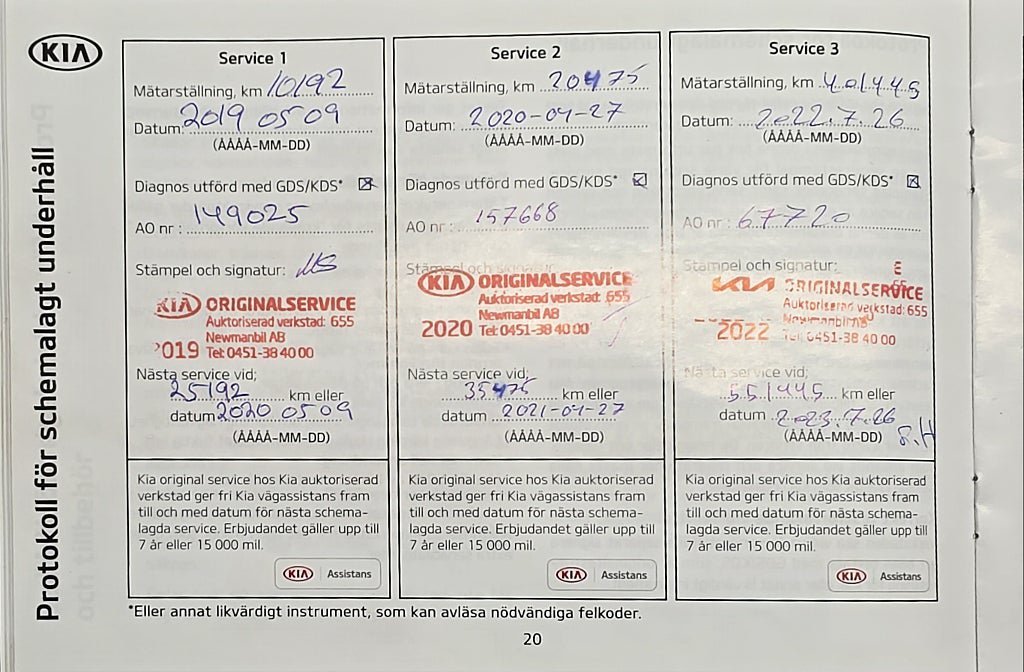 Protokoll för schemalagt underhåll
KIA
Service 1
Mätarställning, km 10192
Datum: 2019 05 09
(ÅÅÅÅ-MM-DD)
Diagnos utförd med GDS/KDS*
AO nr : 149025
Stämpel och signatur: MS
KIA ORIGINALSERVICE
Auktoriserad verkstad: 655
Newmanbil AB
2019 Tel: 0451-38 40 00
Nästa service vid;
25192 km eller
datum 2020 05 09
(ÅÅÅÅ-MM-DD)
Kia original service hos Kia auktoriserad
verkstad ger fri Kia vägassistans fram
till och med datum för nästa schema-
lagda service. Erbjudandet gäller upp till
7 år eller 15 000 mil.
KIA Assistans
Service 2
Mätarställning, km 20475
Datum: 2020-04-27
(ÅÅÅÅ-MM-DD)
Diagnos utförd med GDS/KDS*
AO nr : 157668
Stämpel och signatur:
KIA ORIGINALSERVICE
Auktoriserad verkstad: 655
Newmanbil AB
2020 Tel: 0451-38 40 00
Nästa service vid;
35475 km eller
datum 2021-04-27
(ÅÅÅÅ-MM-DD)
Kia original service hos Kia auktoriserad
verkstad ger fri Kia vägassistans fram
till och med datum för nästa schema-
lagda service. Erbjudandet gäller upp till
7 år eller 15 000 mil.
KIA Assistans
Service 3
Mätarställning, km 40.445
Datum: 2022.7.26
(ÅÅÅÅ-MM-DD)
Diagnos utförd med GDS/KDS*
AO nr : 67720
Stämpel och signatur:
KIA ORIGINALSERVICE
Auktoriserad verkstad: 655
Newmanbil AB
2022 Tel: 0451-38 40 00
Nästa service vid;
55.445 km eller
datum 2023.7.26
(ÅÅÅÅ-MM-DD) S.H
Kia original service hos Kia auktoriserad
verkstad ger fri Kia vägassistans fram
till och med datum för nästa schema-
lagda service. Erbjudandet gäller upp till
7 år eller 15 000 mil.
KIA Assistans
*Eller annat likvärdigt instrument, som kan avläsa nödvändiga felkoder.
20